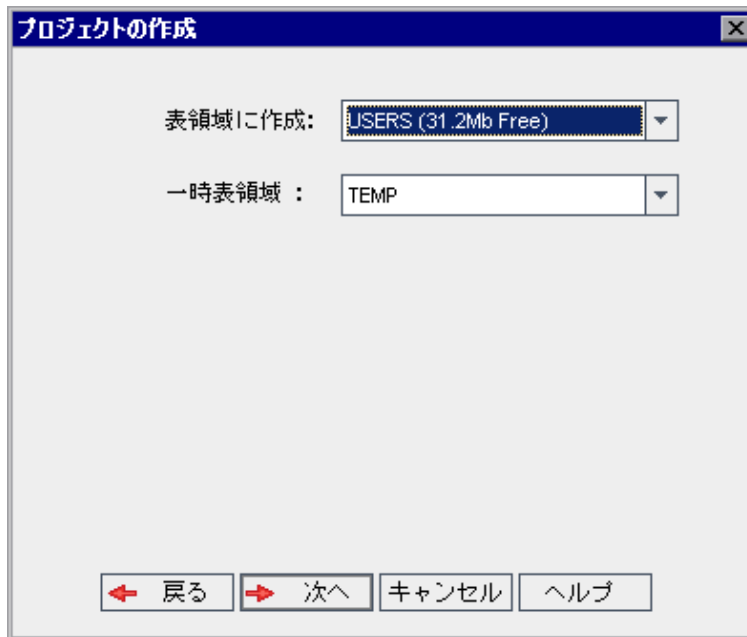 プロジェクトの作成
表領域に作成: USERS (31.2Mb Free)
一時表領域 : TEMP
戻る 次へ キャンセル ヘルプ